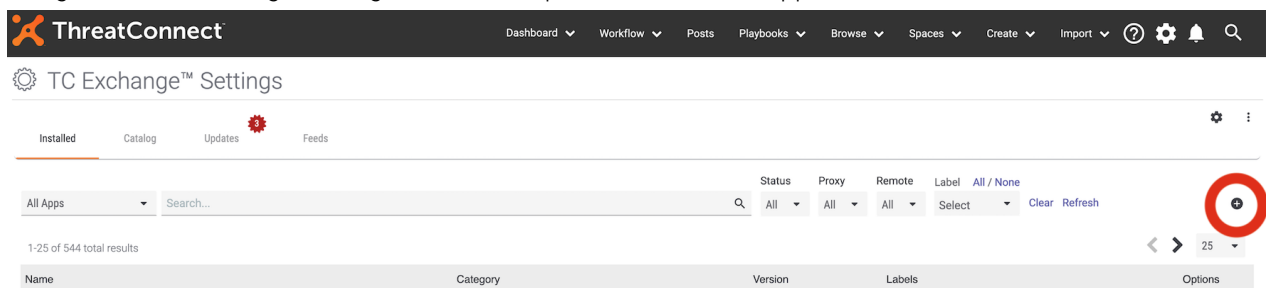 ThreatConnect™
Dashboard Workflow Posts Playbooks Browse Spaces Create Import
TC Exchange™ Settings
Installed Catalog Updates 3 Feeds
Status Proxy Remote Label All / None
All Apps Search... All All All Select Clear Refresh
1-25 of 544 total results 25
Name Category Version Labels Options